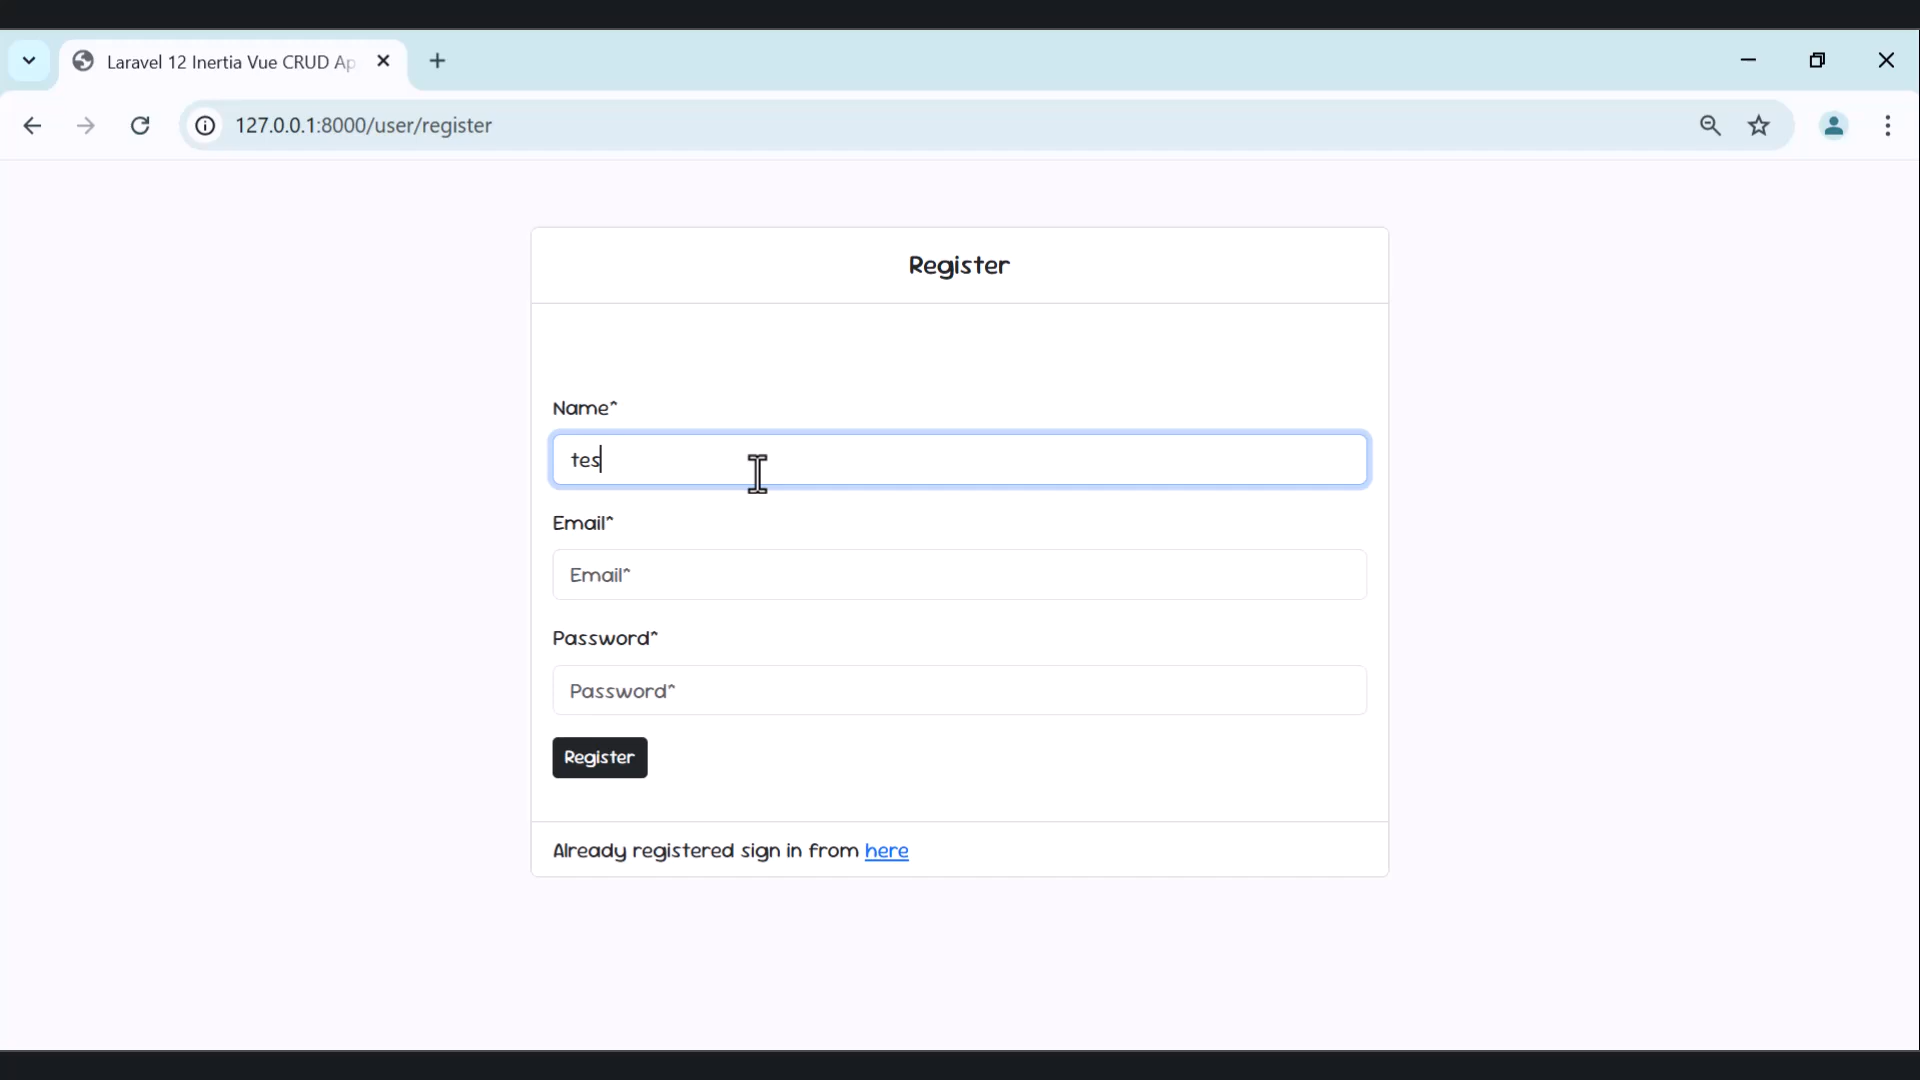 Laravel 12 Inertia Vue CRUD Ap
127.0.0.1:8000/user/register
Register
Name*
tes
Email*
Email*
Password*
Password*
Register
Already registered sign in from here